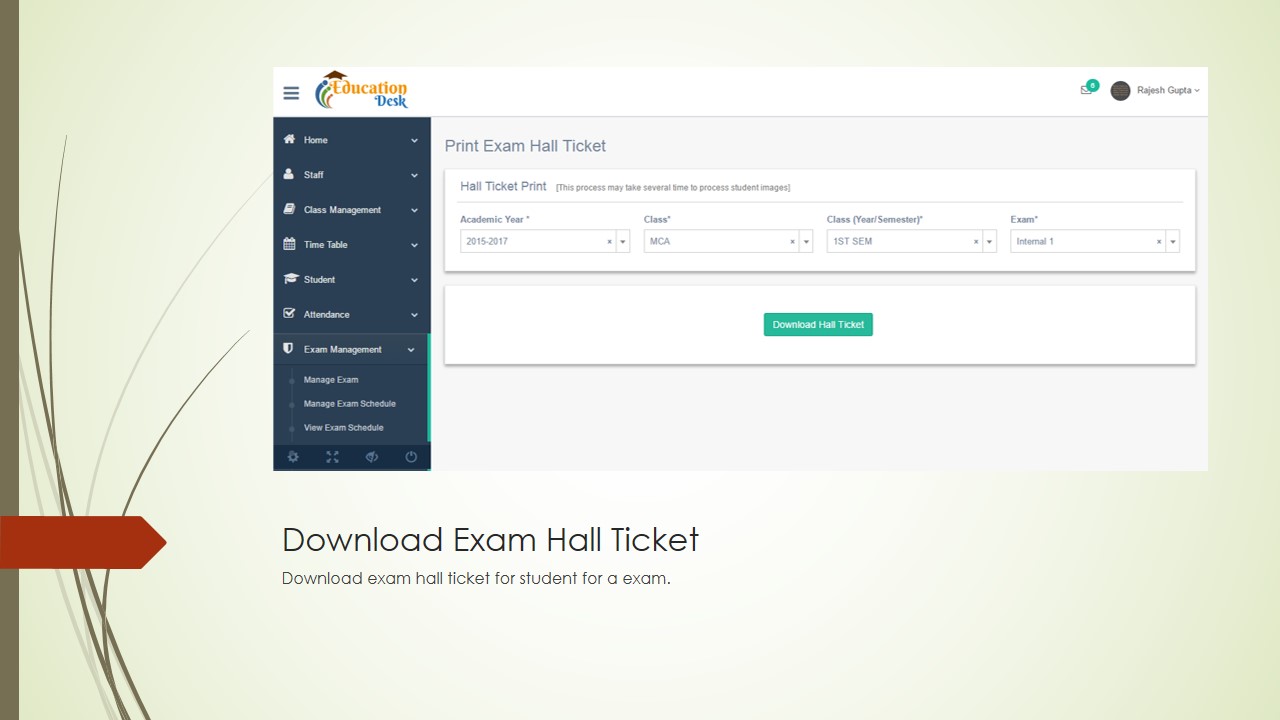 Education
Desk
6
Rajesh Gupta
Home
Staff
Class Management
Time Table
Student
Attendance
Exam Management
Manage Exam
Manage Exam Schedule
View Exam Schedule
Print Exam Hall Ticket
Hall Ticket Print [This process may take several time to process student images]
Academic Year * Class* Class (Year/Semester)* Exam*
2015-2017 × MCA × 1ST SEM × Internal 1 ×
Download Hall Ticket
Download Exam Hall Ticket
Download exam hall ticket for student for a exam.